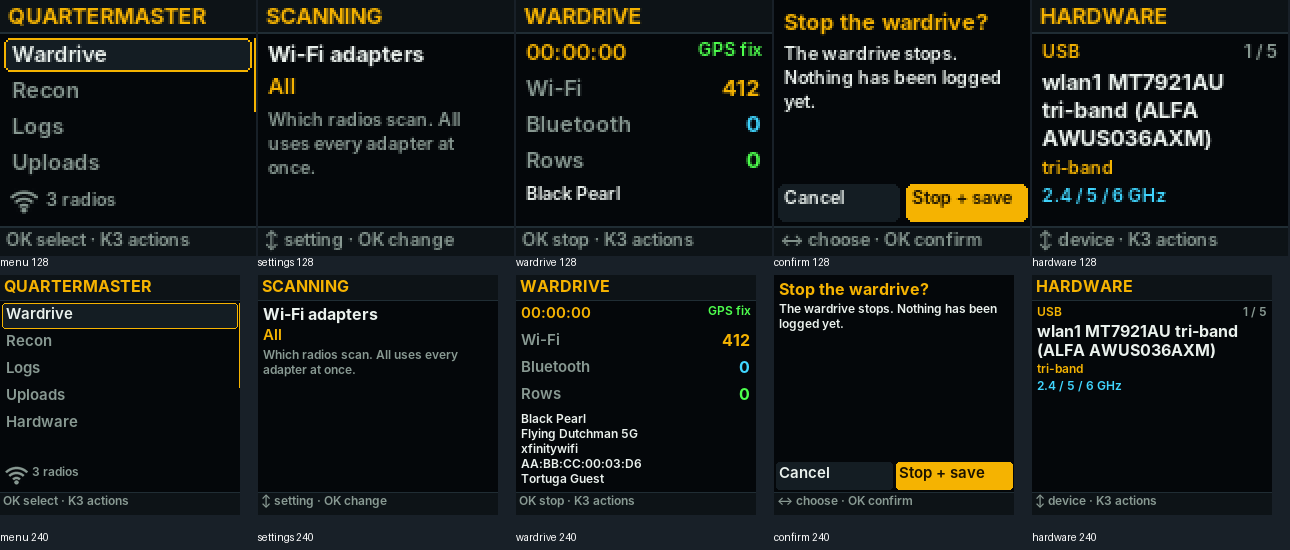 QUARTERMASTER
Wardrive
Recon
Logs
Uploads
3 radios
OK select · K3 actions
menu 128
SCANNING
Wi-Fi adapters
All
Which radios scan. All
uses every adapter at
once.
↕ setting · OK change
settings 128
WARDRIVE
00:00:00 GPS fix
Wi-Fi 412
Bluetooth 0
Rows 0
Black Pearl
OK stop · K3 actions
wardrive 128
Stop the wardrive?
The wardrive stops.
Nothing has been logged
yet.
Cancel Stop + save
↔ choose · OK confirm
confirm 128
HARDWARE
USB 1 / 5
wlan1 MT7921AU
tri-band (ALFA
AWUS036AXM)
tri-band
2.4 / 5 / 6 GHz
↕ device · K3 actions
hardware 128
QUARTERMASTER
Wardrive
Recon
Logs
Uploads
Hardware
3 radios
OK select · K3 actions
menu 240
SCANNING
Wi-Fi adapters
All
Which radios scan. All uses every
adapter at once.
↕ setting · OK change
settings 240
WARDRIVE
00:00:00 GPS fix
Wi-Fi 412
Bluetooth 0
Rows 0
Black Pearl
Flying Dutchman 5G
xfinitywifi
AA:BB:CC:00:03:D6
Tortuga Guest
OK stop · K3 actions
wardrive 240
Stop the wardrive?
The wardrive stops. Nothing has been
logged yet.
Cancel Stop + save
↔ choose · OK confirm
confirm 240
HARDWARE
USB 1 / 5
wlan1 MT7921AU tri-band
(ALFA AWUS036AXM)
tri-band
2.4 / 5 / 6 GHz
↕ device · K3 actions
hardware 240